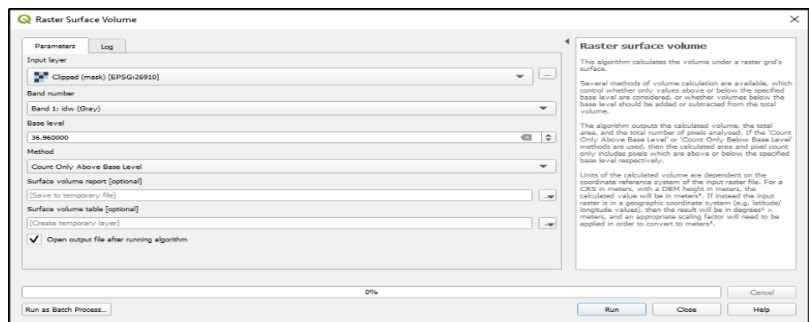 Raster Surface Volume
Parameters
Log
Input layer
Clipped (mask) [EPSG:26910]
...
Band number
Band 1: idw (Gray)
Base level
36.960000
Method
Count Only Above Base Level
Surface volume report [optional]
[Save to temporary file]
Surface volume table [optional]
[Create temporary layer]
Open output file after running algorithm
Raster surface volume
This algorithm calculates the volume under a raster grid's
surface.
Several methods of volume calculation are available, which
control whether only values above or below the specified
base level are considered, or whether volumes below the
base level should be added or subtracted from the total
volume.
The algorithm outputs the calculated volume, the total
area, and the total number of pixels analysed. If the 'Count
Only Above Base Level' or 'Count Only Below Base Level'
methods are used, then the calculated area and pixel count
only includes pixels which are above or below the specified
base level respectively.
Units of the calculated volume are dependent on the
coordinate reference system of the input raster file. For a
CRS in meters, with a DEM height in meters, the
calculated value will be in meters³. If instead the input
raster is in a geographic coordinate system (e.g. latitude/
longitude values), then the result will be in degrees² ×
meters, and an appropriate scaling factor will need to be
applied in order to convert to meters³.
0%
Cancel
Run as Batch Process...
Run
Close
Help